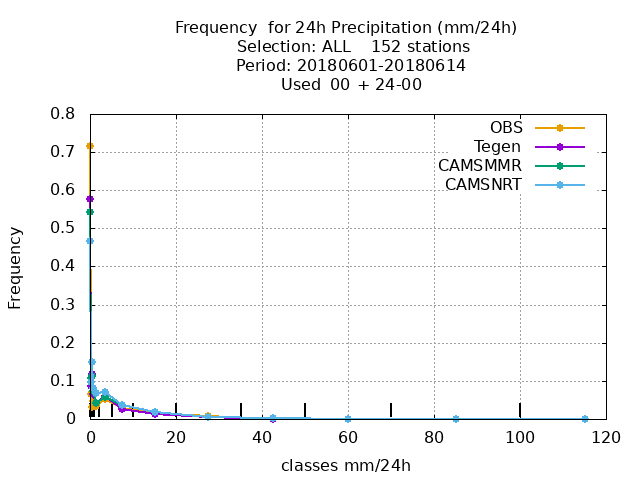 Frequency  for 24h Precipitation (mm/24h)
Selection: ALL    152 stations
Period: 20180601-20180614
Used  00 + 24-00
OBS
Tegen
CAMSMMR
CAMSNRT
0.8
0.7
0.6
0.5
0.4
0.3
0.2
0.1
0
Frequency
0 20 40 60 80 100 120
classes mm/24h